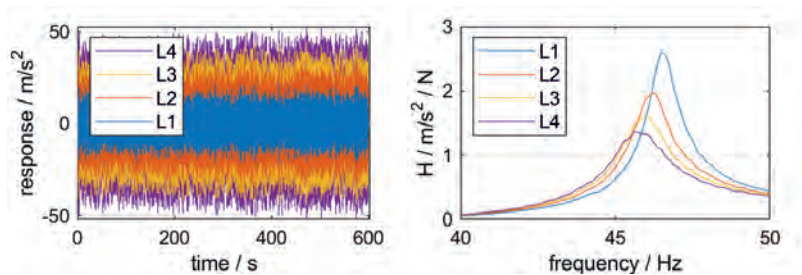 response / m/s²
50
0
-50
L4
L3
L2
L1
0
200
400
600
time / s
H / m/s² / N
3
2
1
0
L1
L2
L3
L4
40
45
50
frequency / Hz